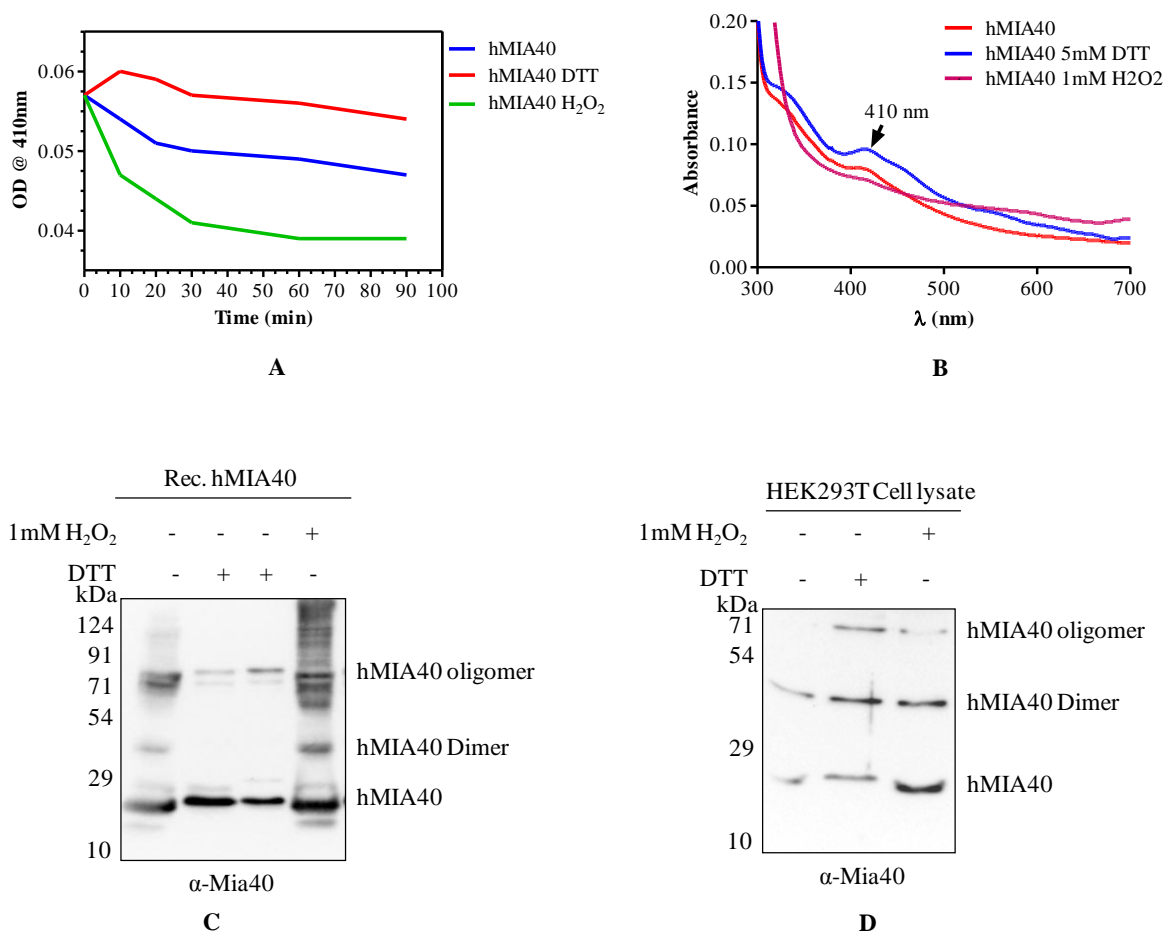 hMIA40
hMIA40 DTT
hMIA40 H₂O₂
0.06
0.05
0.04
OD @ 410nm
0 10 20 30 40 50 60 70 80 90 100
Time (min)
A
hMIA40
hMIA40 5mM DTT
hMIA40 1mM H2O2
410 nm
0.20
0.15
0.10
0.05
0.00
Absorbance
300 400 500 600 700
λ (nm)
B
Rec. hMIA40
1mM H₂O₂ - - - +
DTT - + + -
kDa
124
91
71
54
29
10
hMIA40 oligomer
hMIA40 Dimer
hMIA40
α-Mia40
C
HEK293T Cell lysate
1mM H₂O₂ - - +
DTT - + -
kDa
71
54
29
10
hMIA40 oligomer
hMIA40 Dimer
hMIA40
α-Mia40
D